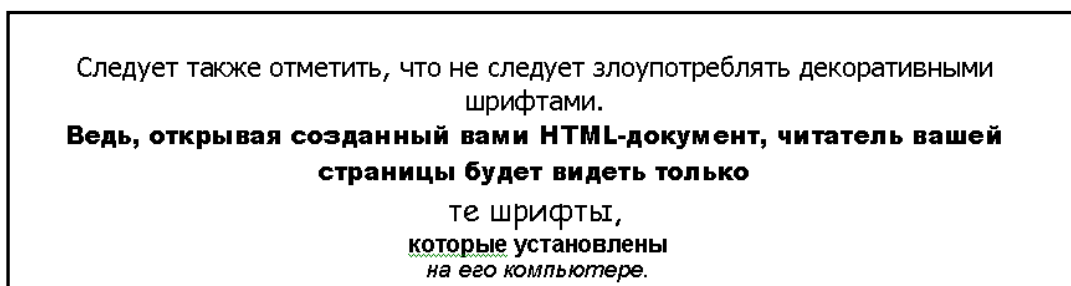 Следует также отметить, что не следует злоупотреблять декоративными
шрифтами.
Ведь, открывая созданный вами HTML-документ, читатель вашей
страницы будет видеть только
те шрифты,
которые установлены
на его компьютере.